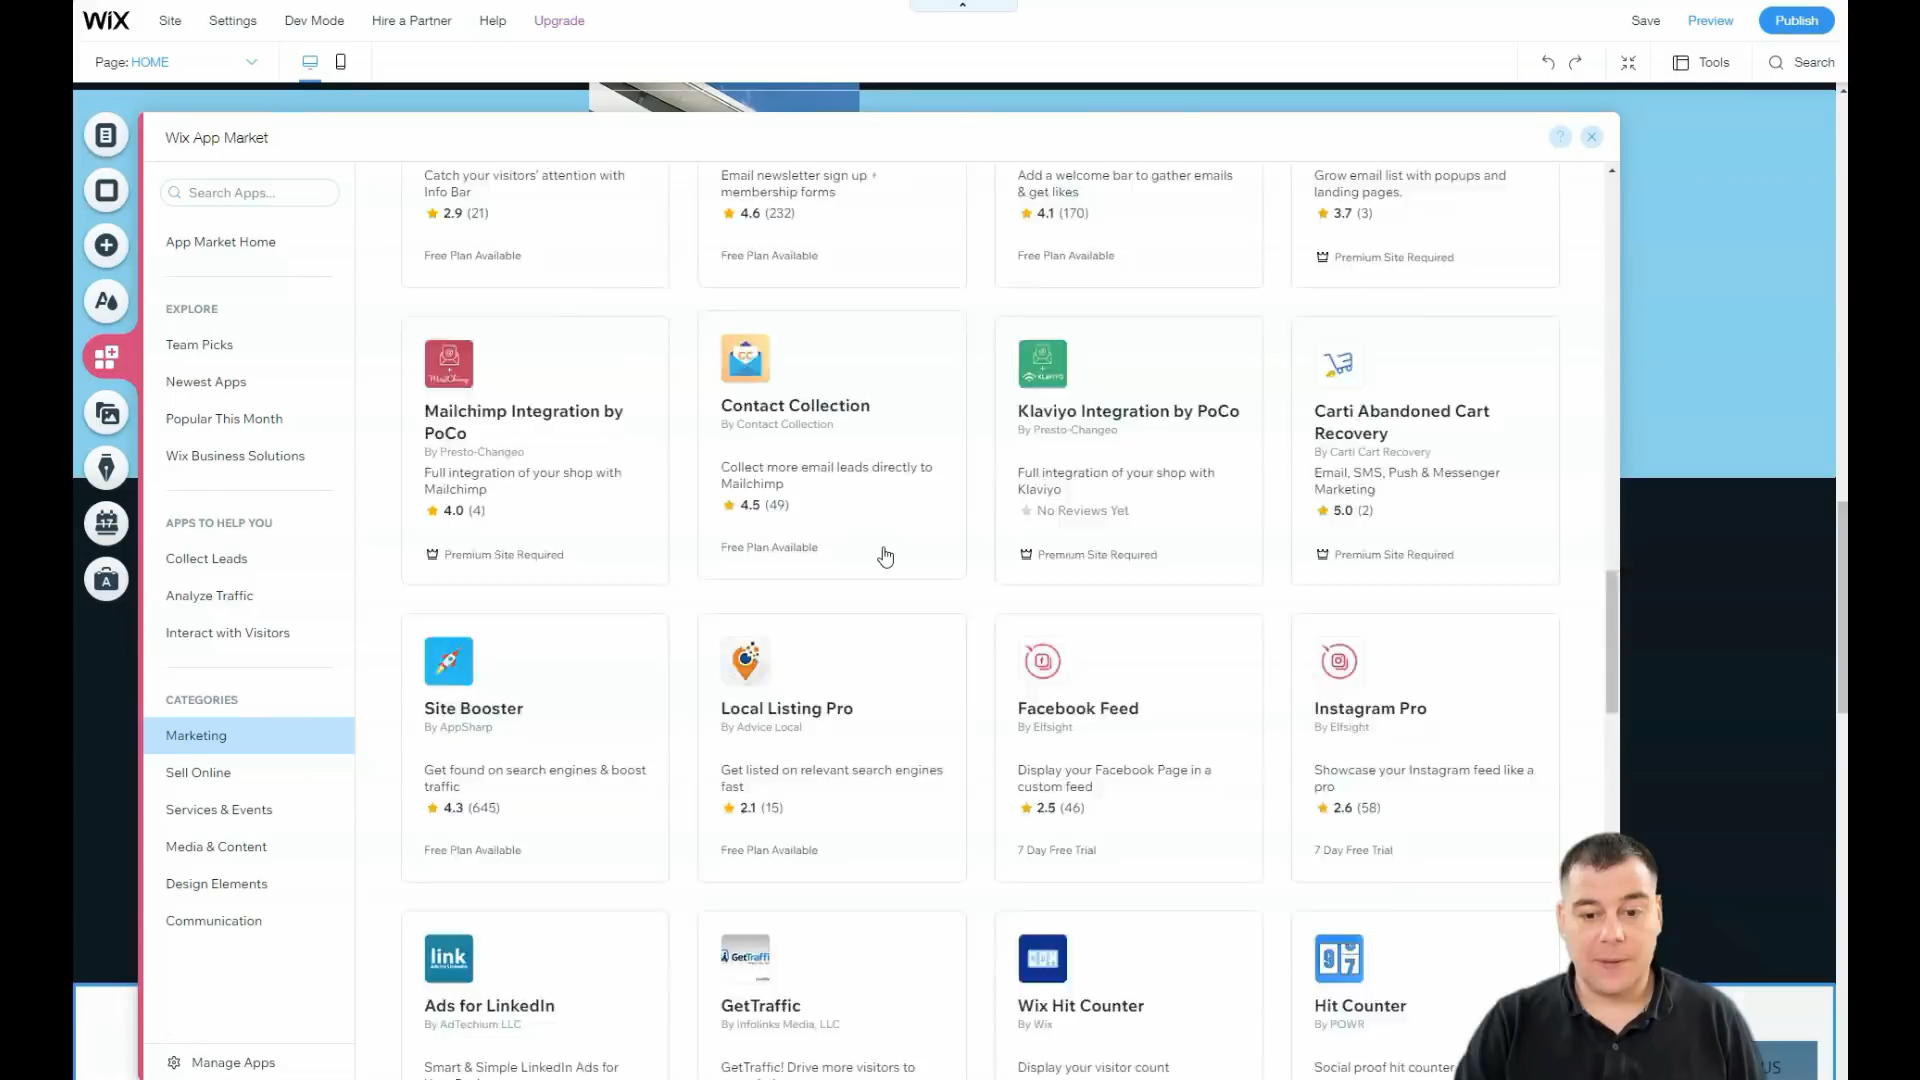 WiX Site Settings Dev Mode Hire a Partner Help Upgrade Save Preview Publish
Page: HOME Tools Search
Wix App Market ?
Search Apps...
App Market Home
EXPLORE
Team Picks
Newest Apps
Popular This Month
Wix Business Solutions
APPS TO HELP YOU
Collect Leads
Analyze Traffic
Interact with Visitors
CATEGORIES
Marketing
Sell Online
Services & Events
Media & Content
Design Elements
Communication
Manage Apps
Catch your visitors' attention with
Info Bar
2.9 (21)
Free Plan Available
Email newsletter sign up +
membership forms
4.6 (232)
Free Plan Available
Add a welcome bar to gather emails
& get likes
4.1 (170)
Free Plan Available
Grow email list with popups and
landing pages.
3.7 (3)
Premium Site Required
Mailchimp Integration by
PoCo
By Presto-Changeo
Full integration of your shop with
Mailchimp
4.0 (4)
Premium Site Required
Contact Collection
By Contact Collection
Collect more email leads directly to
Mailchimp
4.5 (49)
Free Plan Available
Klaviyo Integration by PoCo
By Presto-Changeo
Full integration of your shop with
Klaviyo
No Reviews Yet
Premium Site Required
Carti Abandoned Cart
Recovery
By Carti Cart Recovery
Email, SMS, Push & Messenger
Marketing
5.0 (2)
Premium Site Required
Site Booster
By AppSharp
Get found on search engines & boost
traffic
4.3 (645)
Free Plan Available
Local Listing Pro
By Advice Local
Get listed on relevant search engines
fast
2.1 (15)
Free Plan Available
Facebook Feed
By Elfsight
Display your Facebook Page in a
custom feed
2.5 (46)
7 Day Free Trial
Instagram Pro
By Elfsight
Showcase your Instagram feed like a
pro
2.6 (58)
7 Day Free Trial
link
Ads for LinkedIn
Ads for LinkedIn
By AdTechium LLC
Smart & Simple LinkedIn Ads for
GetTraffi
GetTraffic
By Infolinks Media, LLC
GetTraffic! Drive more visitors to
Wix Hit Counter
By Wix
Display your visitor count
97
Hit Counter
By POWR
Social proof hit counter
US